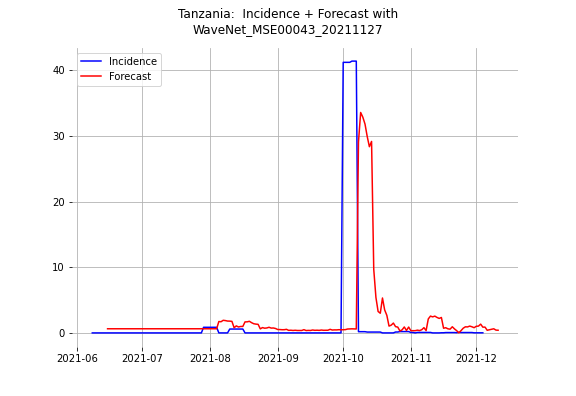 Tanzania:  Incidence + Forecast with
WaveNet_MSE00043_20211127
Incidence
Forecast
40
30
20
10
0
2021-06 2021-07 2021-08 2021-09 2021-10 2021-11 2021-12